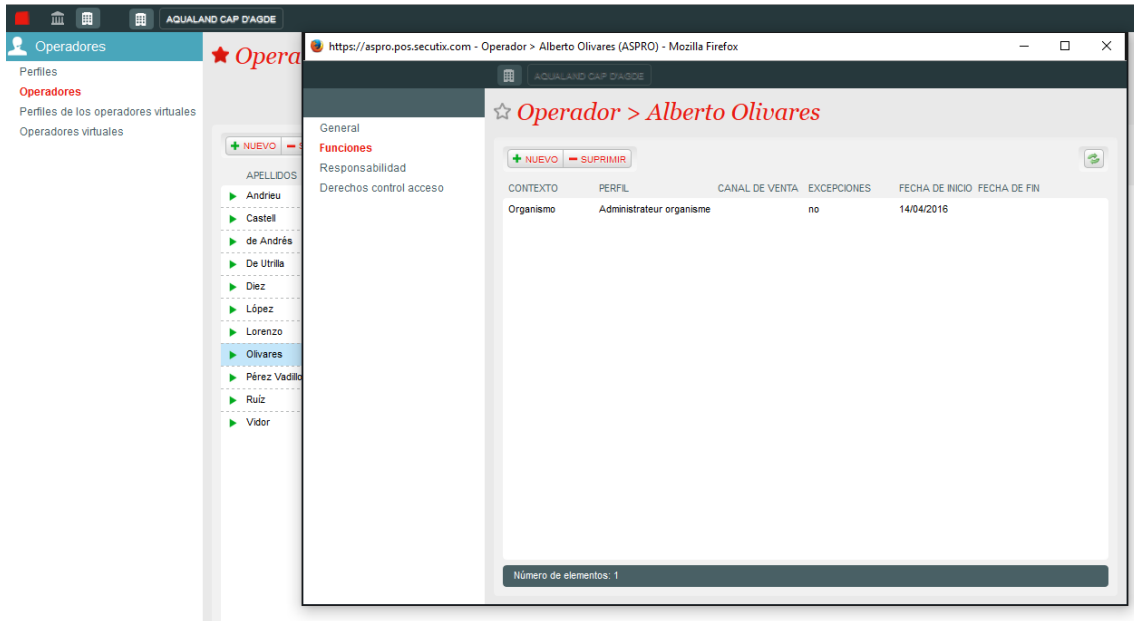 AQUALAND CAP D'AGDE
Operadores
Perfiles
Operadores
Perfiles de los operadores virtuales
Operadores virtuales
Opera
NUEVO
APELLIDOS
Andrieu
Castell
de Andrés
De Utrilla
Diez
López
Lorenzo
Olivares
Pérez Vadillo
Ruíz
Vidor
https://aspro.pos.secutix.com - Operador > Alberto Olivares (ASPRO) - Mozilla Firefox
AQUALAND CAP D'AGDE
General
Funciones
Responsabilidad
Derechos control acceso
Operador > Alberto Olivares
NUEVO SUPRIMIR
CONTEXTO PERFIL CANAL DE VENTA EXCEPCIONES FECHA DE INICIO FECHA DE FIN
Organismo Administrateur organisme no 14/04/2016
Número de elementos: 1